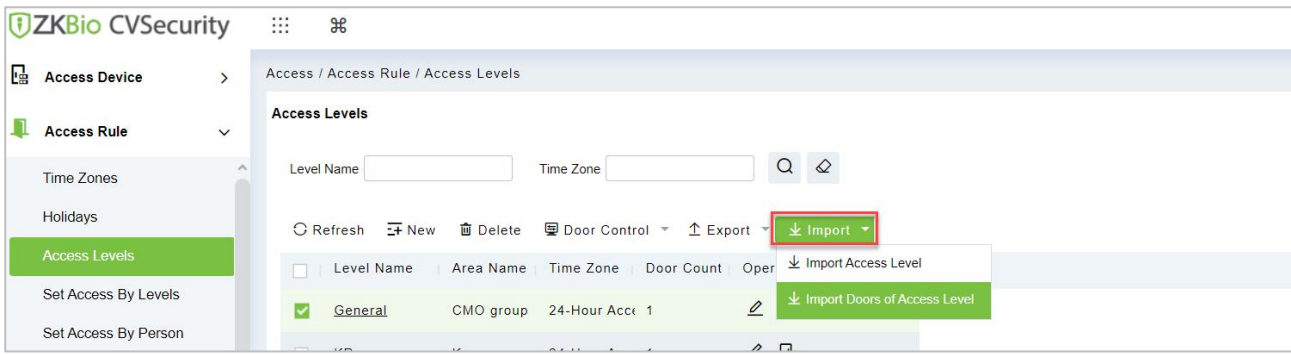 ZKBio CVSecurity
Access Device
Access / Access Rule / Access Levels
Access Rule
Access Levels
Time Zones
Level Name
Time Zone
Holidays
Refresh New Delete Door Control Export Import
Access Levels
Level Name Area Name Time Zone Door Count Oper
Import Access Level
Set Access By Levels
General CMO group 24-Hour Acce 1
Import Doors of Access Level
Set Access By Person